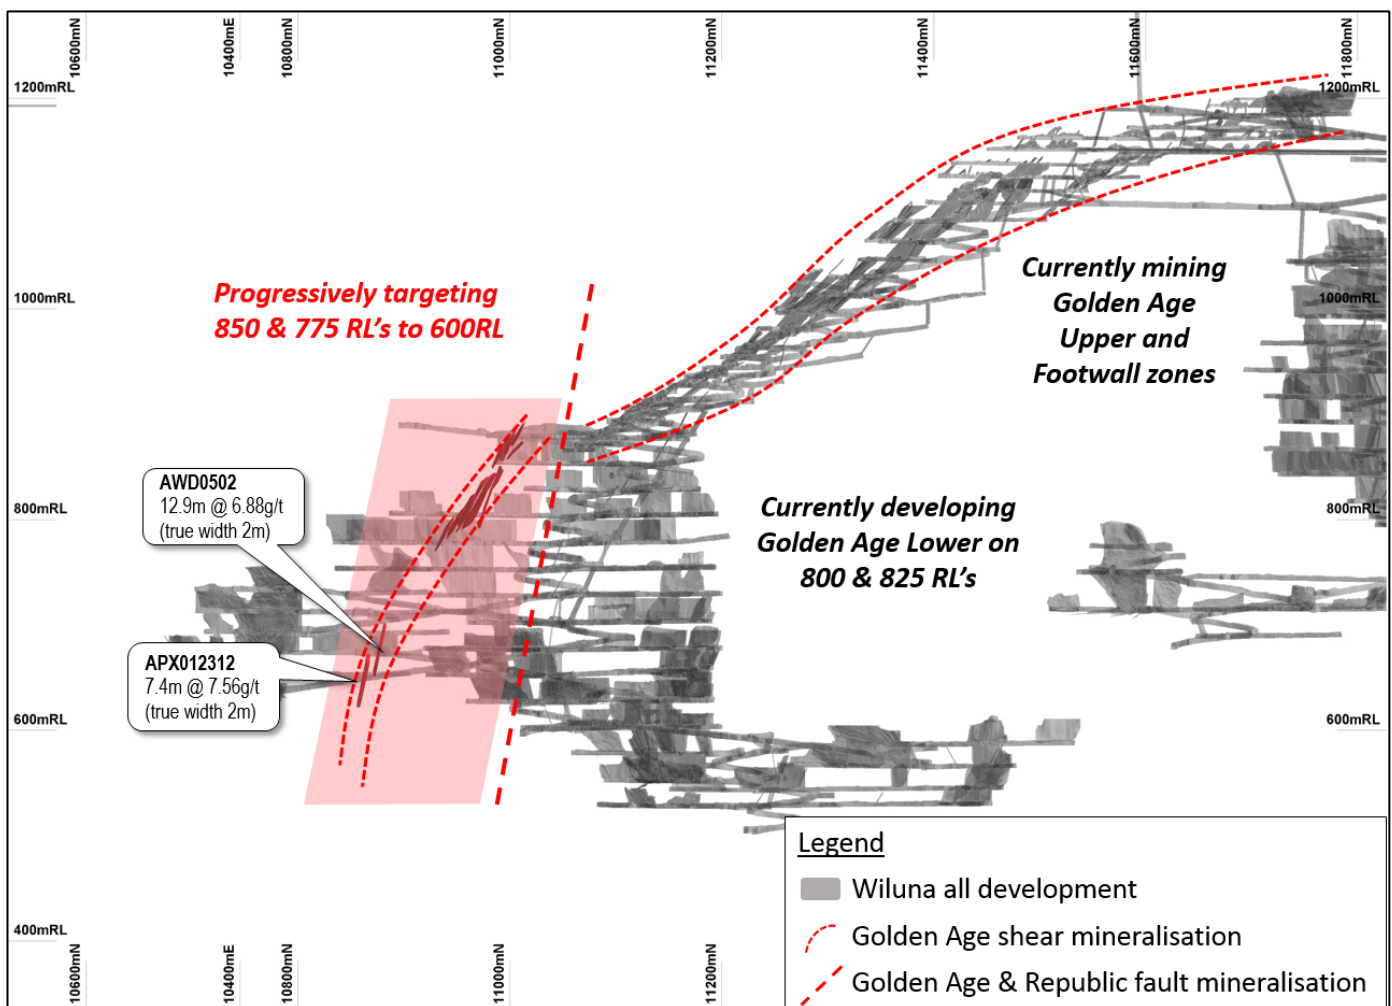 10600mN
10400mE
10800mN
11000mN
11200mN
11400mN
11600mN
11800mN
1200mRL
1200mRL
Progressively targeting
850 & 775 RL's to 600RL
1000mRL
1000mRL
Currently mining
Golden Age
Upper and
Footwall zones
AWD0502
12.9m @ 6.88g/t
(true width 2m)
800mRL
800mRL
Currently developing
Golden Age Lower on
800 & 825 RL's
APX012312
7.4m @ 7.56g/t
(true width 2m)
600mRL
600mRL
400mRL
10600mN
10400mE
10800mN
11000mN
11200mN
Legend
Wiluna all development
Golden Age shear mineralisation
Golden Age & Republic fault mineralisation